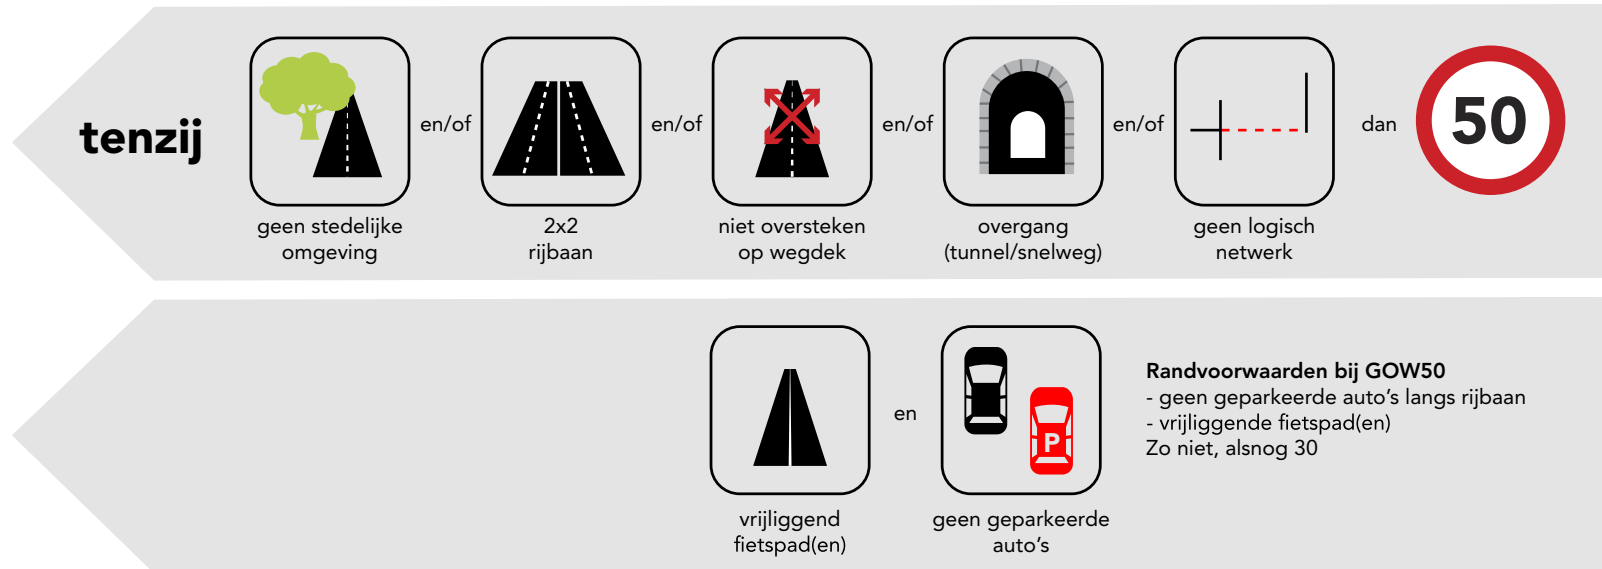 tenzij
geen stedelijke
omgeving
en/of
2x2
rijbaan
en/of
niet oversteken
op wegdek
en/of
overgang
(tunnel/snelweg)
en/of
geen logisch
netwerk
dan
50
vrijliggend
fietspad(en)
en
P
geen geparkeerde
auto's
Randvoorwaarden bij GOW50
- geen geparkeerde auto's langs rijbaan
- vrijliggende fietspad(en)
Zo niet, alsnog 30